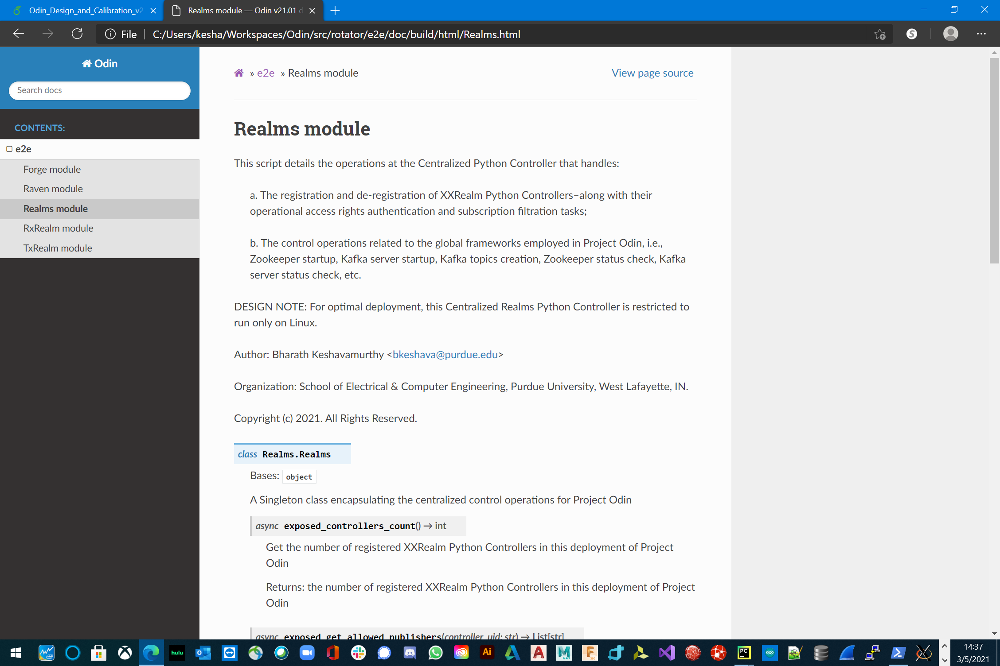 Odin_Design_and_Calibration_v2
Realms module — Odin v21.01 d
File
C:/Users/kesha/Workspaces/Odin/src/rotator/e2e/doc/build/html/Realms.html
Odin
Search docs
CONTENTS:
e2e
Forge module
Raven module
Realms module
RxRealm module
TxRealm module
» e2e » Realms module
View page source
Realms module
This script details the operations at the Centralized Python Controller that handles:
a. The registration and de-registration of XXRealm Python Controllers–along with their
operational access rights authentication and subscription filtration tasks;
b. The control operations related to the global frameworks employed in Project Odin, i.e.,
Zookeeper startup, Kafka server startup, Kafka topics creation, Zookeeper status check, Kafka
server status check, etc.
DESIGN NOTE: For optimal deployment, this Centralized Realms Python Controller is restricted to
run only on Linux.
Author: Bharath Keshavamurthy <bkeshava@purdue.edu>
Organization: School of Electrical & Computer Engineering, Purdue University, West Lafayette, IN.
Copyright (c) 2021. All Rights Reserved.
class Realms.Realms
Bases: object
A Singleton class encapsulating the centralized control operations for Project Odin
async exposed_controllers_count() → int
Get the number of registered XXRealm Python Controllers in this deployment of Project
Odin
Returns: the number of registered XXRealm Python Controllers in this deployment of Project
Odin
async exposed_get_allowed_publishers(controller_uid: str) → List[str]
hulu
Ai
MAYA
PC
14:37
3/5/2021